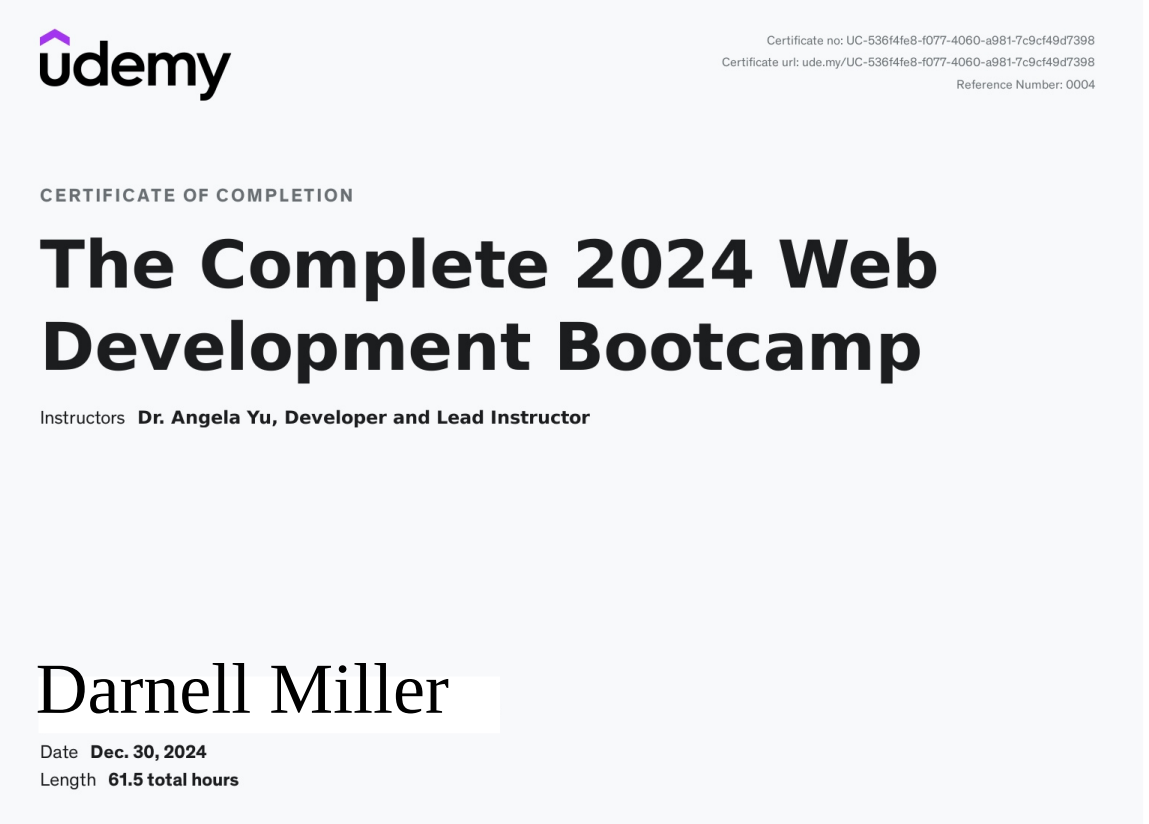 udemy
Certificate no: UC-536f4fe8-f077-4060-a981-7c9cf49d7398
Certificate url: ude.my/UC-536f4fe8-f077-4060-a981-7c9cf49d7398
Reference Number: 0004
CERTIFICATE OF COMPLETION
The Complete 2024 Web
Development Bootcamp
Instructors Dr. Angela Yu, Developer and Lead Instructor
Darnell Miller
Date Dec. 30, 2024
Length 61.5 total hours